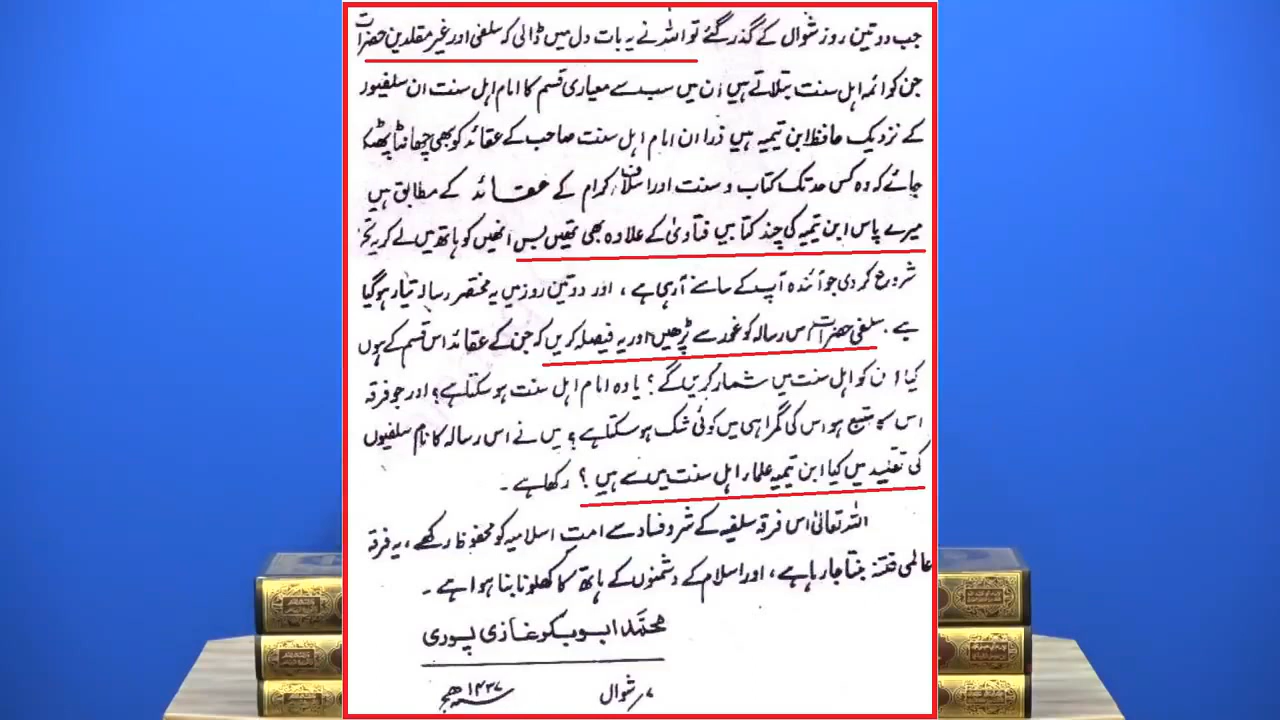 جب دو تین روز شوال کے گذر گئے تو اللہ نے یہ بات دل میں ڈالی کہ سلفی اور غیر مقلدین حضرات
جن کو ائمہ اہل سنت بتلاتے ہیں ان میں سب سے معیاری قسم کا امام اہل سنت ان سلفیوں
کے نزدیک حافظ ابن تیمیہ ہیں ذرا ان امام اہل سنت صاحب کے عقائد کو بھی چھانٹا پھٹکا
جائے کہ وہ کس حد تک کتاب و سنت اور اسلاف کرام کے عقائد کے مطابق ہیں
میرے پاس ابن تیمیہ کی چند کتابیں فتاویٰ کے علاوہ بھی تھیں بس انھیں کو ہاتھ میں لے کر یہ
شروع کر دی جو آئندہ آپ کے سامنے آرہی ہے ، اور دو تین روز میں یہ مختصر رسالہ تیار ہو گیا
ہے . سلفی حضرات اس رسالہ کو غور سے پڑھیں اور یہ فیصلہ کریں کہ جن کے عقائد اس قسم کے ہوں
کیا ان کو اہل سنت میں شمار کریں گے ؟ یا وہ امام اہل سنت ہو سکتا ہے ؟ اور جو فرقہ
اس کا متبع ہو اس کی گمراہی میں کوئی شک ہو سکتا ہے ؟ میں نے اس رسالہ کا نام سلفیوں
کی تقلید میں کیا ابن تیمیہ علماء اہل سنت میں سے ہیں ؟ رکھا ہے ۔
اللہ تعالیٰ اس فرقہ سلفیہ کے شر و فساد سے امت اسلامیہ کو محفوظ رکھے ، یہ فرقہ
عالمی فتنہ بنتا جا رہا ہے ، اور اسلام کے دشمنوں کے ہاتھ کا کھلونا بنا ہوا ہے ۔
محمد ابوبکر غازی پوری
۷ شوال ۱۴۳۷ھج